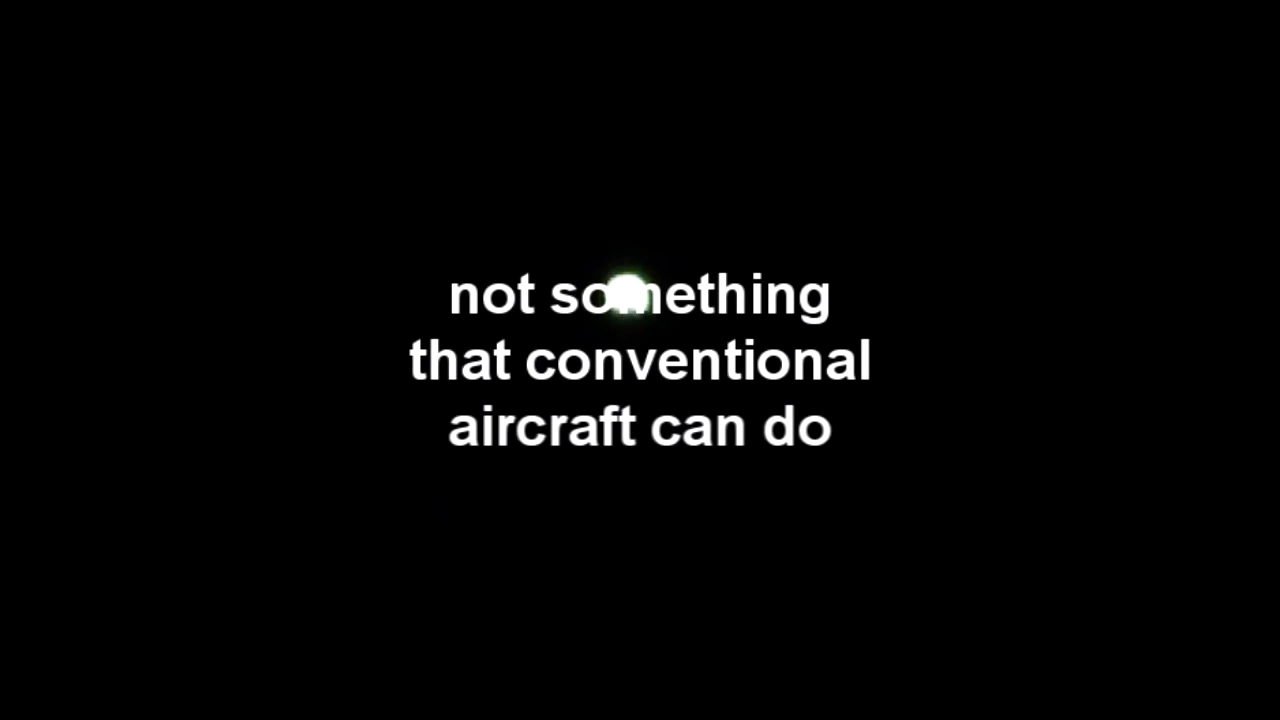 not something
that conventional
aircraft can do